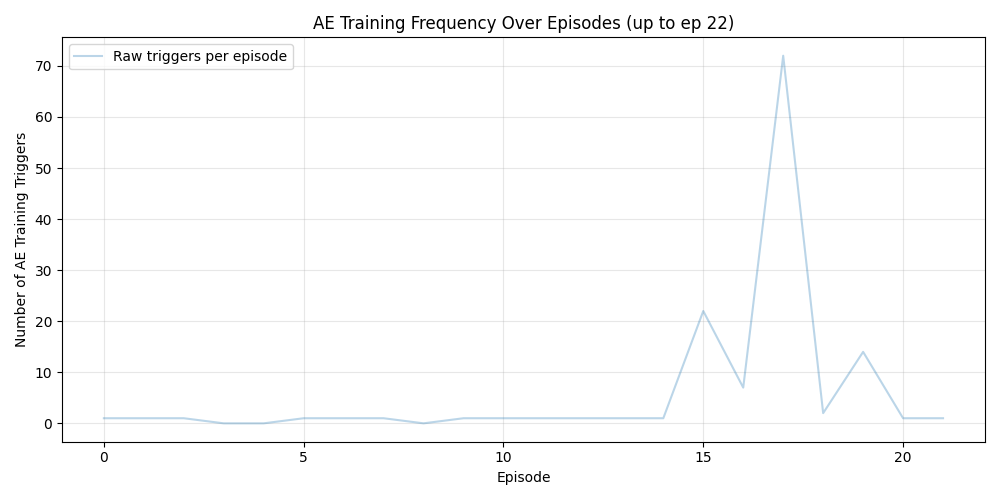 AE Training Frequency Over Episodes (up to ep 22)
Raw triggers per episode
Number of AE Training Triggers
70
60
50
40
30
20
10
0
0 5 10 15 20
Episode